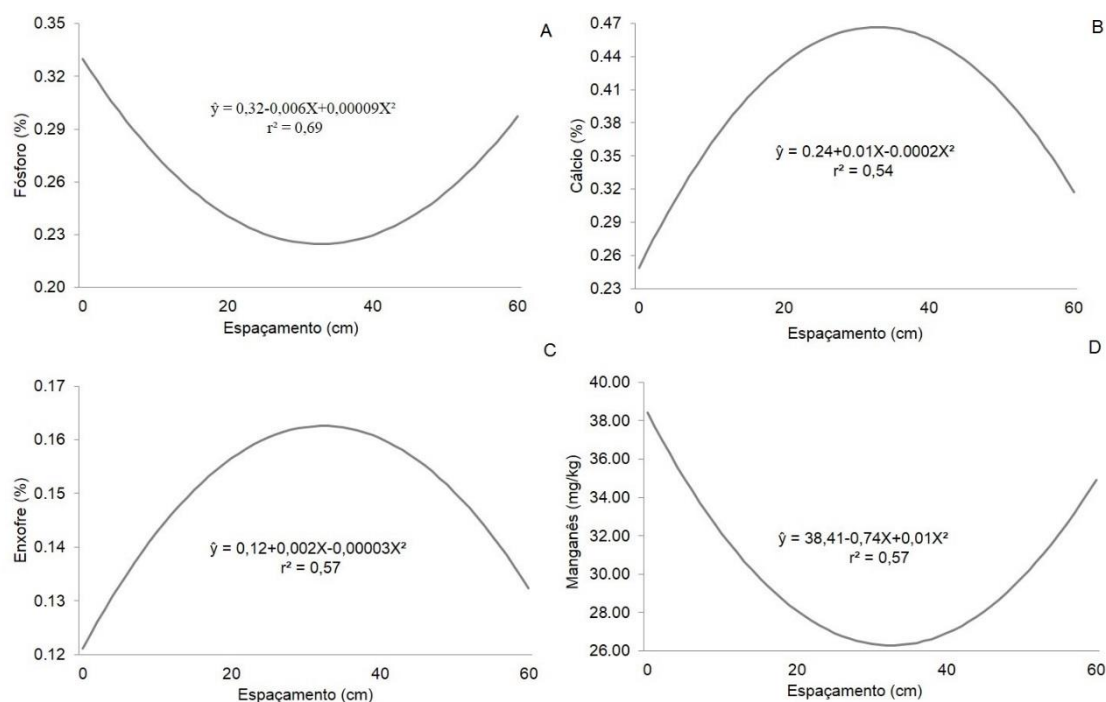 A
0.35
0.32
0.29
0.26
0.23
0.20
Fósforo (%)
ŷ = 0,32-0,006X+0,00009X²
r² = 0,69
0
20
40
60
Espaçamento (cm)
B
0.47
0.44
0.41
0.38
0.35
0.32
0.29
0.26
0.23
Cálcio (%)
ŷ = 0.24+0.01X-0.0002X²
r² = 0,54
0
20
40
60
Espaçamento (cm)
C
0.17
0.16
0.15
0.14
0.13
0.12
Enxofre (%)
ŷ = 0,12+0,002X-0,00003X²
r² = 0,57
0
20
40
60
Espaçamento (cm)
D
40.00
38.00
36.00
34.00
32.00
30.00
28.00
26.00
Manganês (mg/kg)
ŷ = 38,41-0,74X+0,01X²
r² = 0,57
0
20
40
60
Espaçamento (cm)